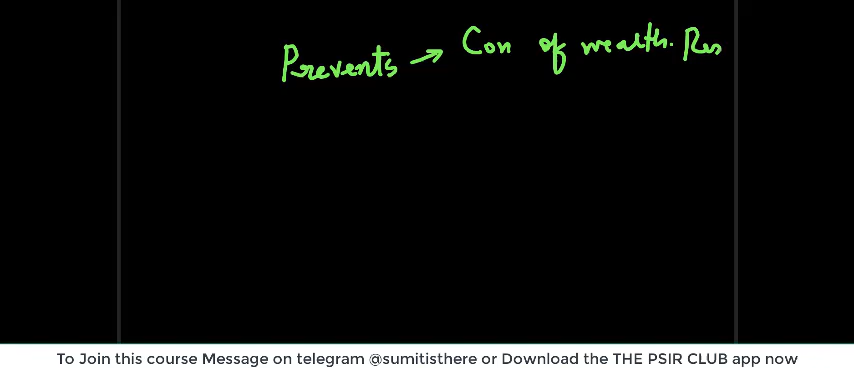 Prevents → Con of wealth. Res
To Join this course Message on telegram @sumitisthere or Download the THE PSIR CLUB app now